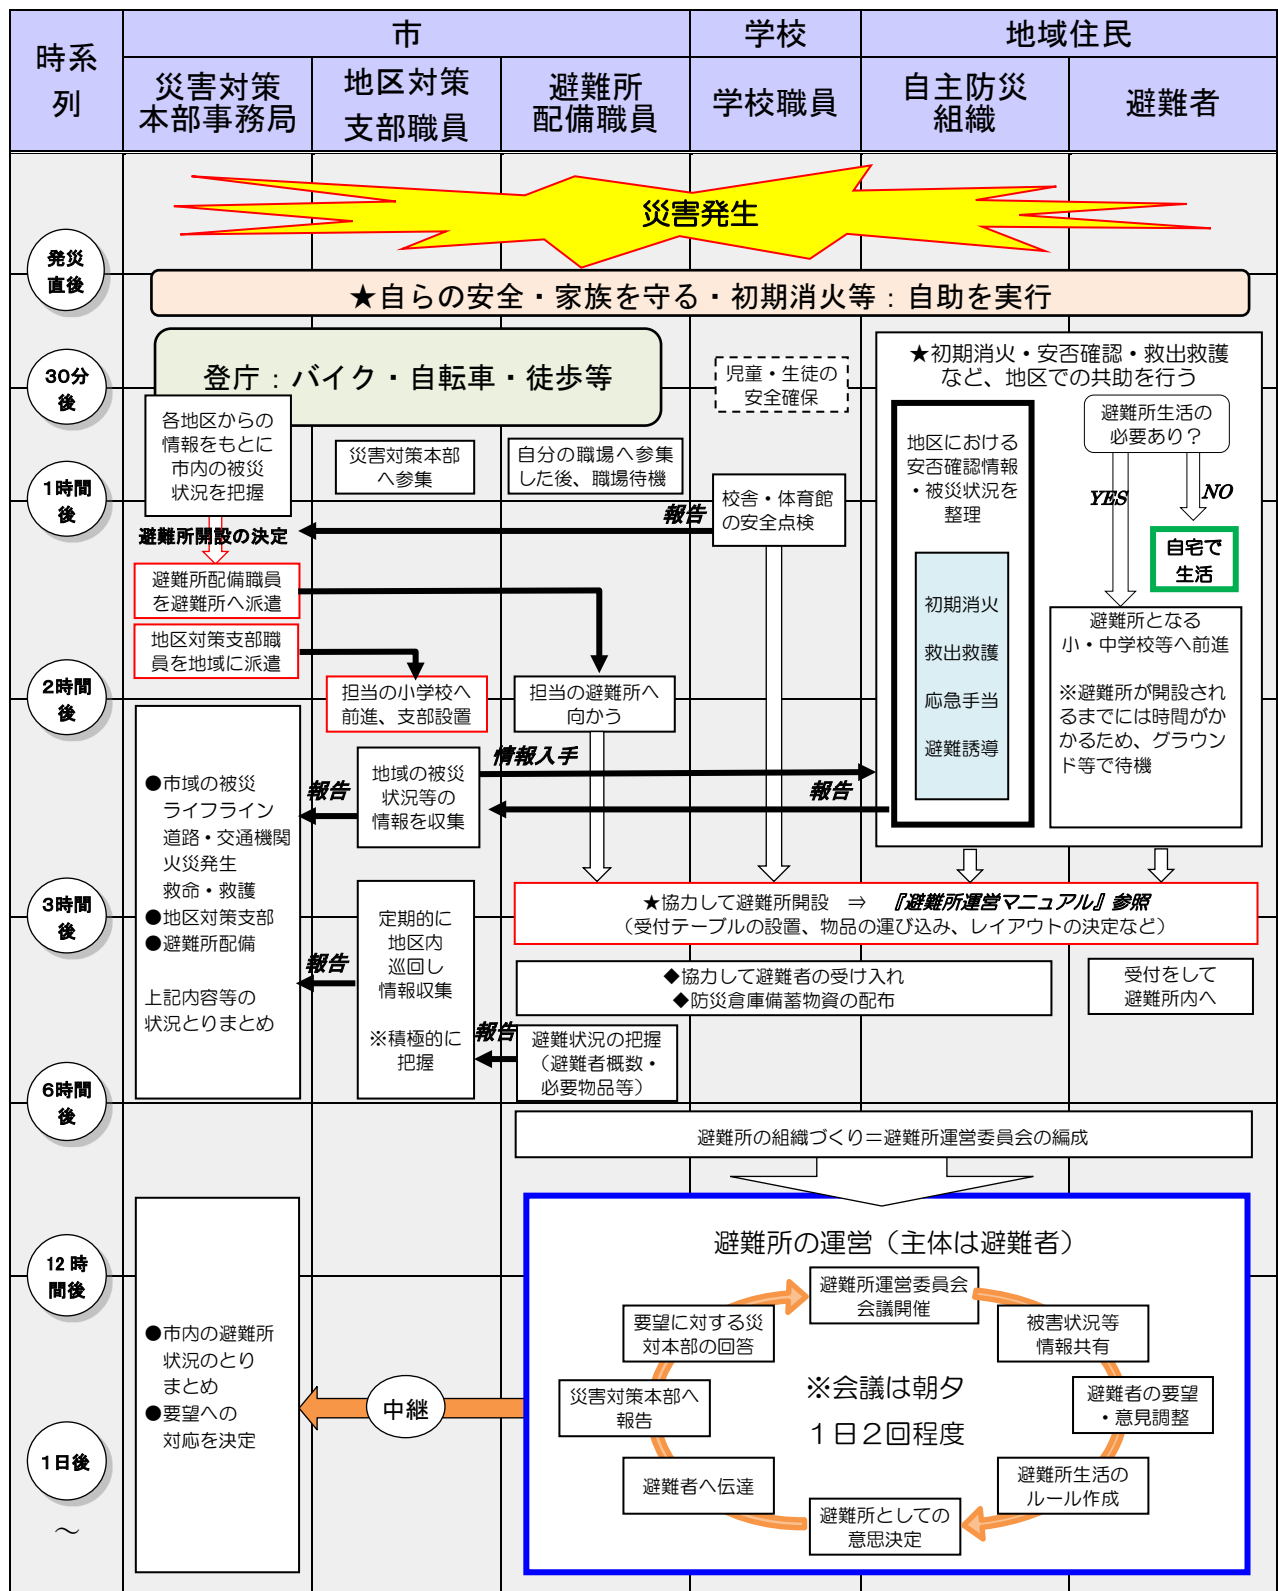 時系
列
市
学校
地域住民
災害対策
本部事務局
地区対策
支部職員
避難所
配備職員
学校職員
自主防災
組織
避難者
災害発生
発災
直後
★自らの安全・家族を守る・初期消火等：自助を実行
30分
後
登庁：バイク・自転車・徒歩等
児童・生徒の
安全確保
★初期消火・安否確認・救出救護
など、地区での共助を行う
各地区からの
情報をもとに
市内の被災
状況を把握
災害対策本部
へ参集
自分の職場へ参集
した後、職場待機
地区における
安否確認情報
・被災状況を
整理
避難所生活の
必要あり？
YES
NO
1時間
後
校舎・体育館
の安全点検
報告
避難所開設の決定
自宅で
生活
避難所配備職員
を避難所へ派遣
地区対策支部職
員を地域に派遣
初期消火
救出救護
応急手当
避難誘導
避難所となる
小・中学校等へ前進
※避難所が開設され
るまでには時間がか
かるため、グラウン
ド等で待機
2時間
後
担当の小学校へ
前進、支部設置
担当の避難所へ
向かう
情報入手
地域の被災
状況等の
情報を収集
報告
報告
●市域の被災
ライフライン
道路・交通機関
火災発生
救命・救護
●地区対策支部
●避難所配備
上記内容等の
状況とりまとめ
3時間
後
★協力して避難所開設　⇒　『避難所運営マニュアル』参照
（受付テーブルの設置、物品の運び込み、レイアウトの決定など）
定期的に
地区内
巡回し
情報収集
※積極的に
把握
報告
◆協力して避難者の受け入れ
◆防災倉庫備蓄物資の配布
受付をして
避難所内へ
報告
避難状況の把握
（避難者概数・
必要物品等）
6時間
後
避難所の組織づくり＝避難所運営委員会の編成
12 時
間後
避難所の運営（主体は避難者）
避難所運営委員会
会議開催
被害状況等
情報共有
避難者の要望
・意見調整
避難所生活の
ルール作成
避難所としての
意思決定
避難者へ伝達
災害対策本部へ
報告
要望に対する災
対本部の回答
※会議は朝夕
１日２回程度
中継
●市内の避難所
状況のとり
まとめ
●要望への
対応を決定
1日後
～